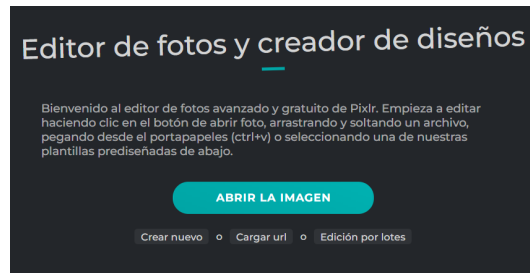 Editor de fotos y creador de diseños
Bienvenido al editor de fotos avanzado y gratuito de Pixlr. Empieza a editar
haciendo clic en el botón de abrir foto, arrastrando y soltando un archivo,
pegando desde el portapapeles (ctrl+v) o seleccionando una de nuestras
plantillas prediseñadas de abajo.
ABRIR LA IMAGEN
Crear nuevo o Cargar url o Edición por lotes